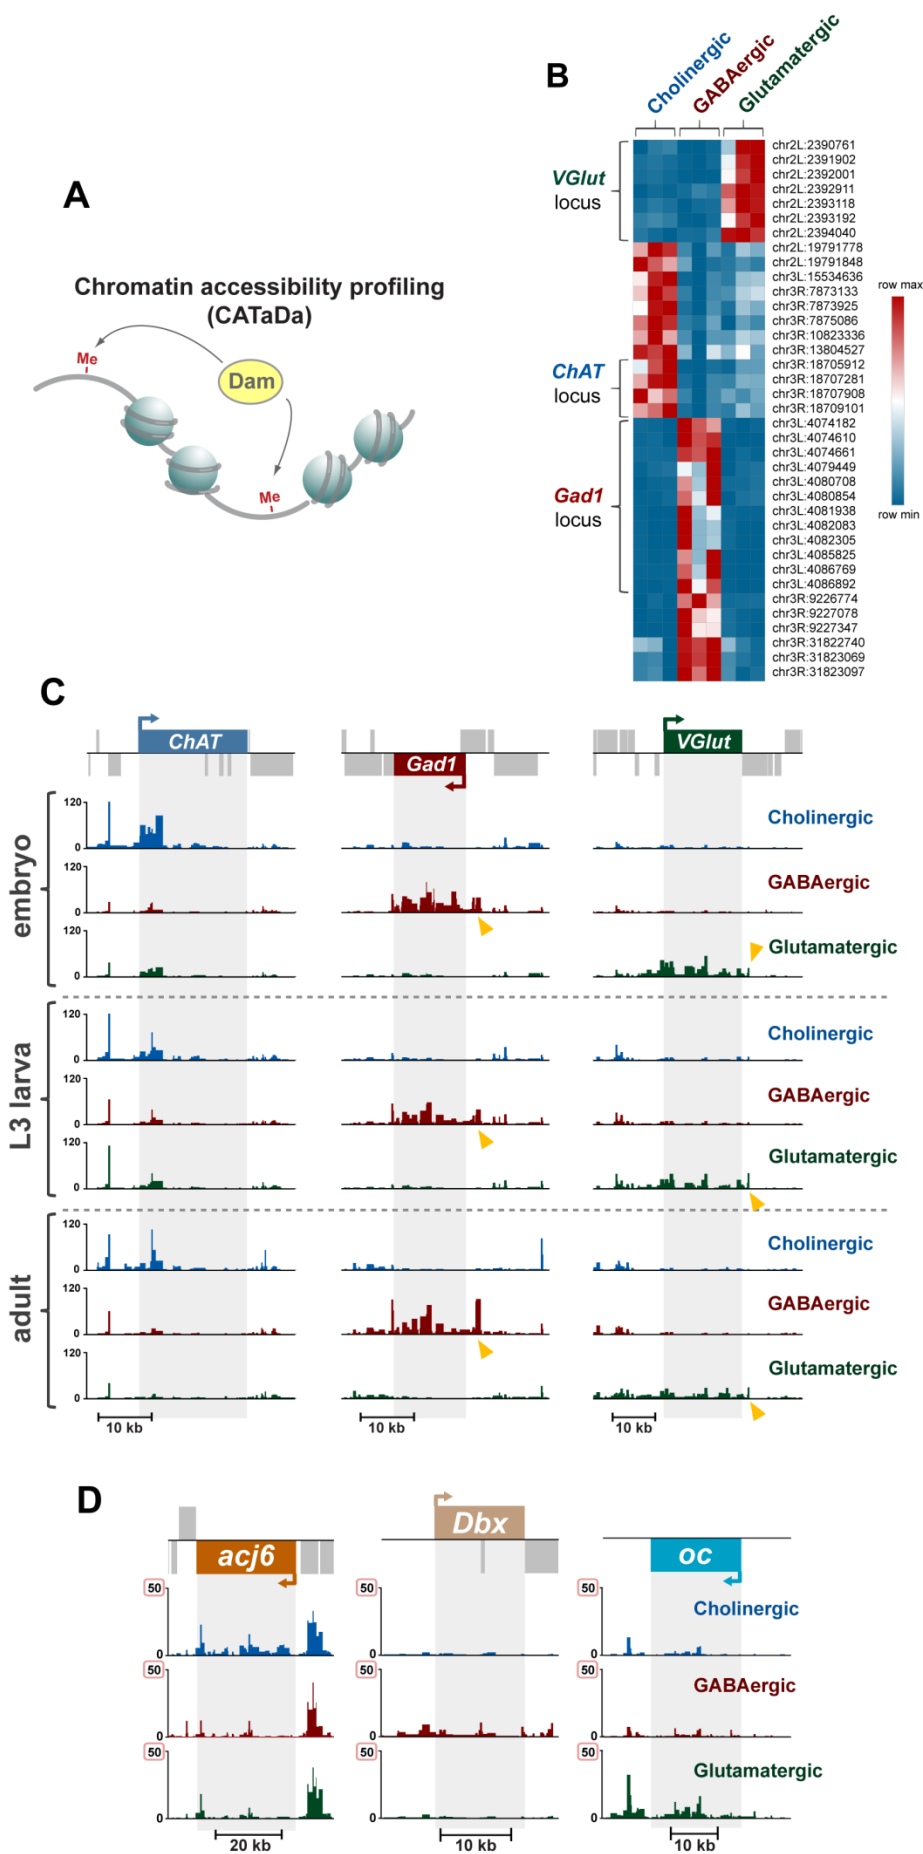 A
Chromatin accessibility profiling
(CATaDa)
Me
Dam
Me
B
Cholinergic
GABAergic
Glutamatergic
VGlut
locus
ChAT
locus
Gad1
locus
chr2L:2390761
chr2L:2391902
chr2L:2392001
chr2L:2392911
chr2L:2393118
chr2L:2393192
chr2L:2394040
chr2L:19791778
chr2L:19791848
chr3L:15534636
chr3R:7873133
chr3R:7873925
chr3R:7875086
chr3R:10823336
chr3R:13804527
chr3R:18705912
chr3R:18707281
chr3R:18707908
chr3R:18709101
chr3L:4074182
chr3L:4074610
chr3L:4074661
chr3L:4079449
chr3L:4080708
chr3L:4080854
chr3L:4081938
chr3L:4082083
chr3L:4082305
chr3L:4085825
chr3L:4086769
chr3L:4086892
chr3R:9226774
chr3R:9227078
chr3R:9227347
chr3R:31822740
chr3R:31823069
chr3R:31823097
row max
row min
C
ChAT
Gad1
VGlut
embryo
120
0
Cholinergic
120
0
GABAergic
120
0
Glutamatergic
L3 larva
120
0
Cholinergic
120
0
GABAergic
120
0
Glutamatergic
adult
120
0
Cholinergic
120
0
GABAergic
120
0
Glutamatergic
10 kb
10 kb
10 kb
D
acj6
Dbx
oc
50
0
50
0
50
0
Cholinergic
50
0
50
0
50
0
GABAergic
50
0
50
0
50
0
Glutamatergic
20 kb
10 kb
10 kb